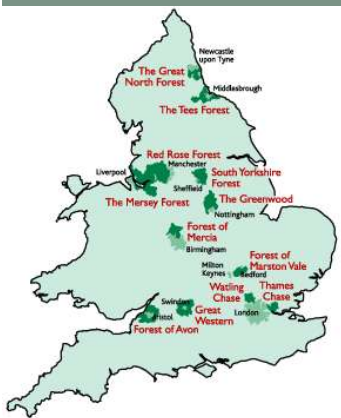 Newcastle
upon Tyne
The Great
North Forest
Middlesbrough
The Tees Forest
Red Rose Forest
Manchester
Liverpool
South Yorkshire
Forest
Sheffield
The Mersey Forest
The Greenwood
Nottingham
Forest of
Mercia
Birmingham
Forest of
Marston Vale
Milton
Keynes
Bedford
Watling
Chase
Thames
Chase
Swindon
Great
Western
London
Bristol
Forest of Avon